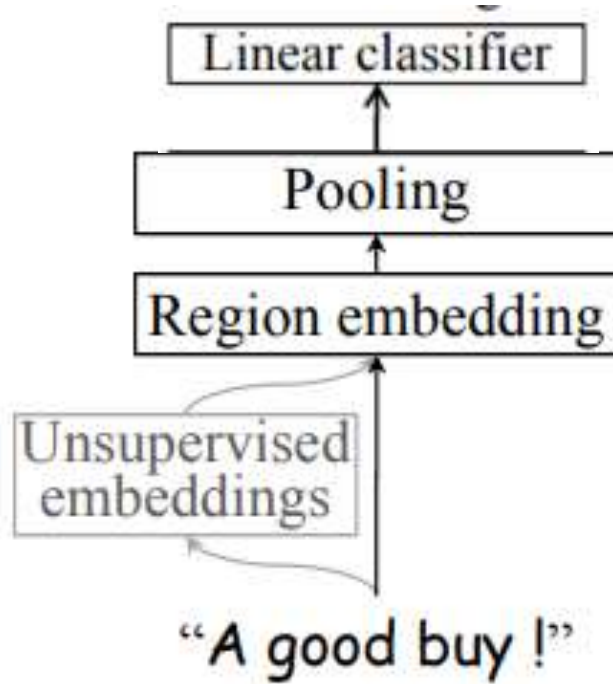 Linear classifier
Pooling
Region embedding
Unsupervised
embeddings
“A good buy !”